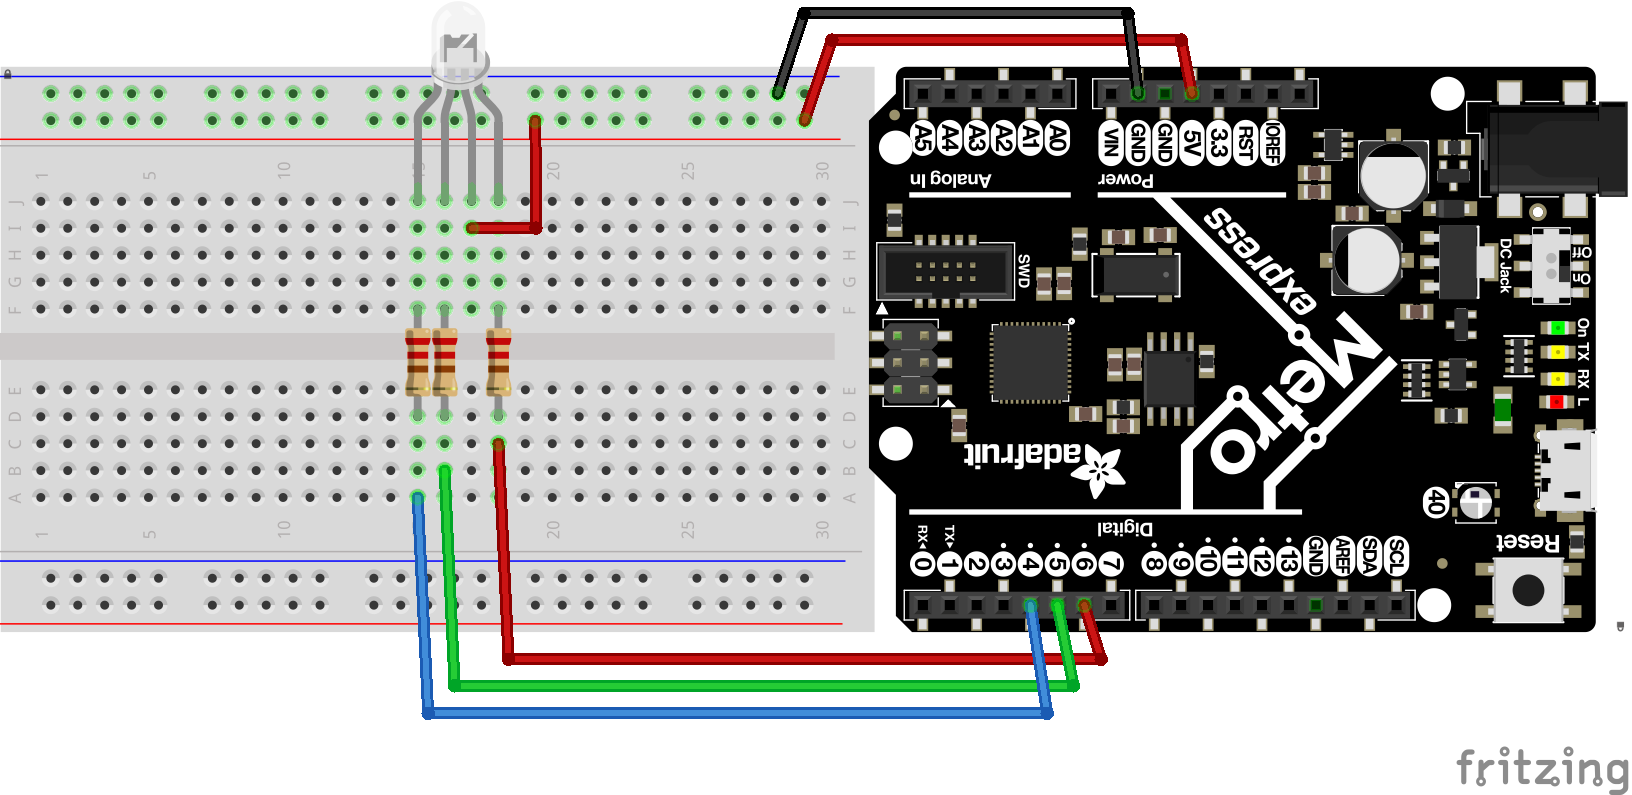 A5 A4 A3 A2 A1 A0
VIN GND GND 5V 3.3 RST IOREF
Analog In
Power
1 5 10 15 20 25 30
J J
I I
H H
G G
F F
E E
D D
C C
B B
A A
1 5 10 20 25 30
SWD
express
Metro
DC Jack
Off
On
On TX RX L
adafruit
40
Reset
Digital
RX◂ TX▸
0 1 2 3 4 5 6 7
8 9 10 11 12 13 GND AREF SDA SCL
fritzing